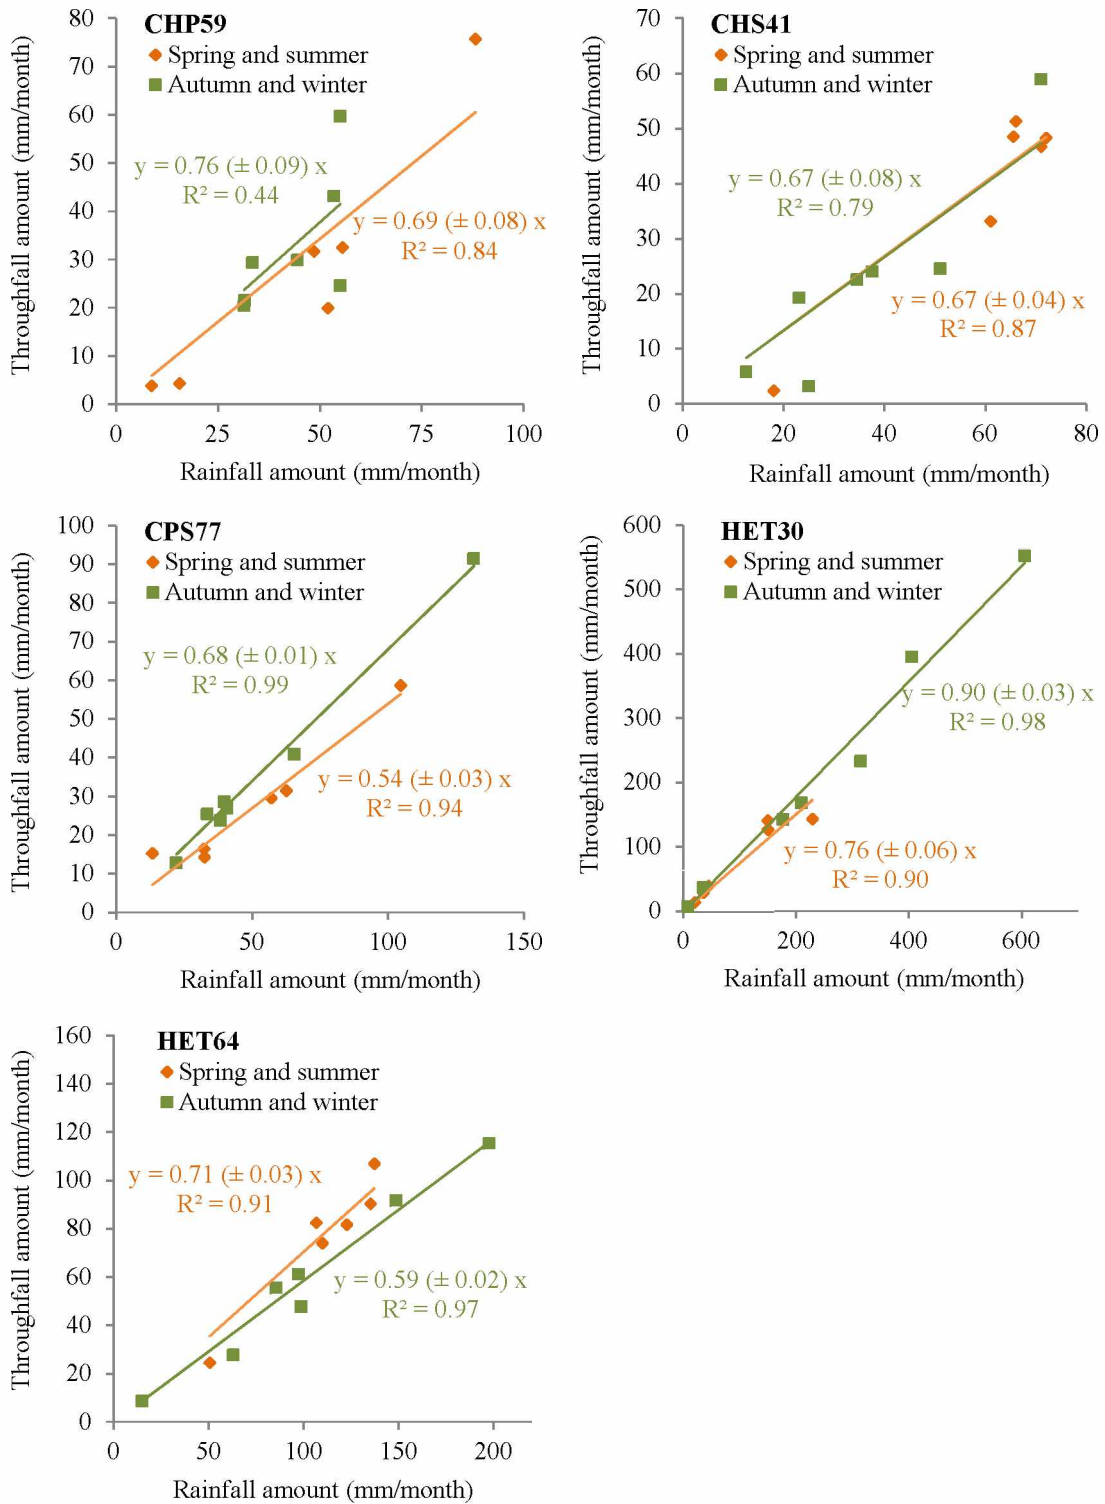 CHP59
Spring and summer
Autumn and winter
y = 0.76 (± 0.09) x
R² = 0.44
y = 0.69 (± 0.08) x
R² = 0.84
Throughfall amount (mm/month)
80
70
60
50
40
30
20
10
0
0 25 50 75 100
Rainfall amount (mm/month)
CHS41
Spring and summer
Autumn and winter
y = 0.67 (± 0.08) x
R² = 0.79
y = 0.67 (± 0.04) x
R² = 0.87
Throughfall amount (mm/month)
70
60
50
40
30
20
10
0
0 20 40 60 80
Rainfall amount (mm/month)
CPS77
Spring and summer
Autumn and winter
y = 0.68 (± 0.01) x
R² = 0.99
y = 0.54 (± 0.03) x
R² = 0.94
Throughfall amount (mm/month)
100
90
80
70
60
50
40
30
20
10
0
0 50 100 150
Rainfall amount (mm/month)
HET30
Spring and summer
Autumn and winter
y = 0.90 (± 0.03) x
R² = 0.98
y = 0.76 (± 0.06) x
R² = 0.90
Throughfall amount (mm/month)
600
500
400
300
200
100
0
0 200 400 600
Rainfall amount (mm/month)
HET64
Spring and summer
Autumn and winter
y = 0.71 (± 0.03) x
R² = 0.91
y = 0.59 (± 0.02) x
R² = 0.97
Throughfall amount (mm/month)
160
140
120
100
80
60
40
20
0
0 50 100 150 200
Rainfall amount (mm/month)